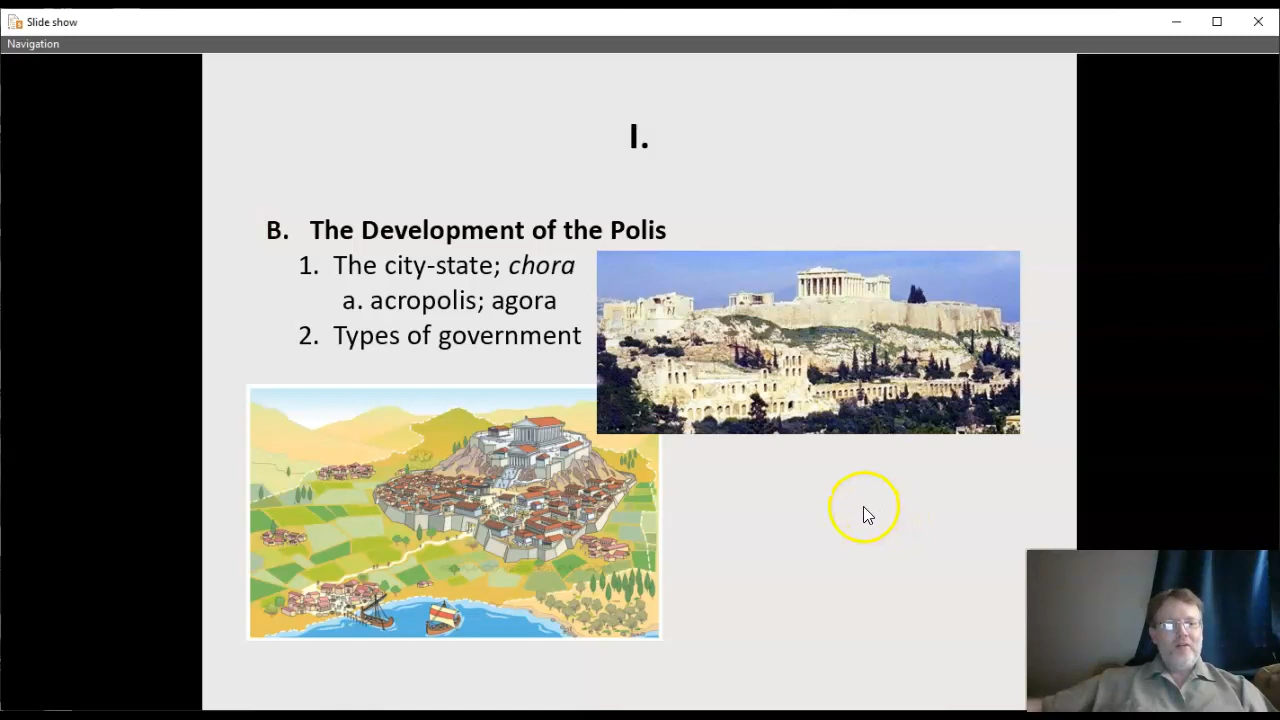 Slide show
Navigation
I.
B. The Development of the Polis
1. The city-state; chora
a. acropolis; agora
2. Types of government